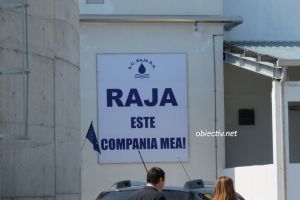 S.C. RAJA S.A.
RAJA
ESTE
COMPANIA MEA!
obiectiv.net